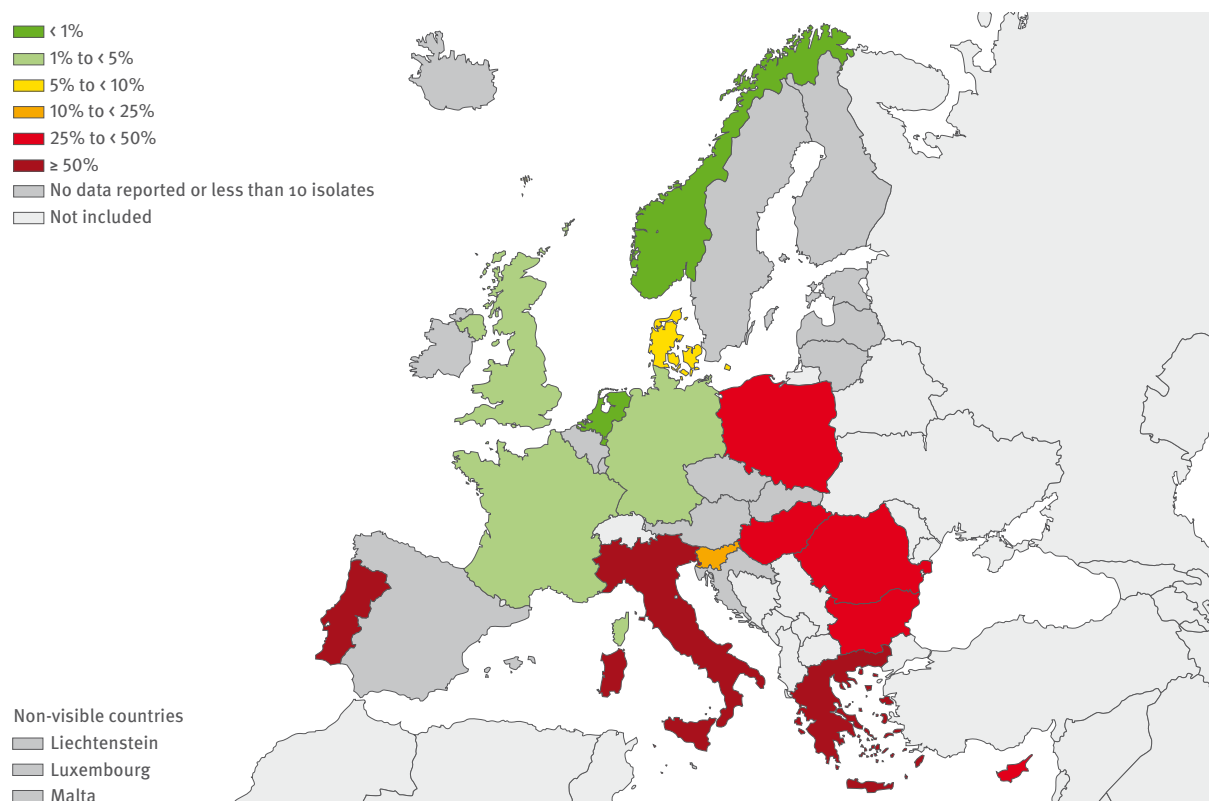 < 1%
1% to < 5%
5% to < 10%
10% to < 25%
25% to < 50%
≥ 50%
No data reported or less than 10 isolates
Not included
Non-visible countries
Liechtenstein
Luxembourg
Malta